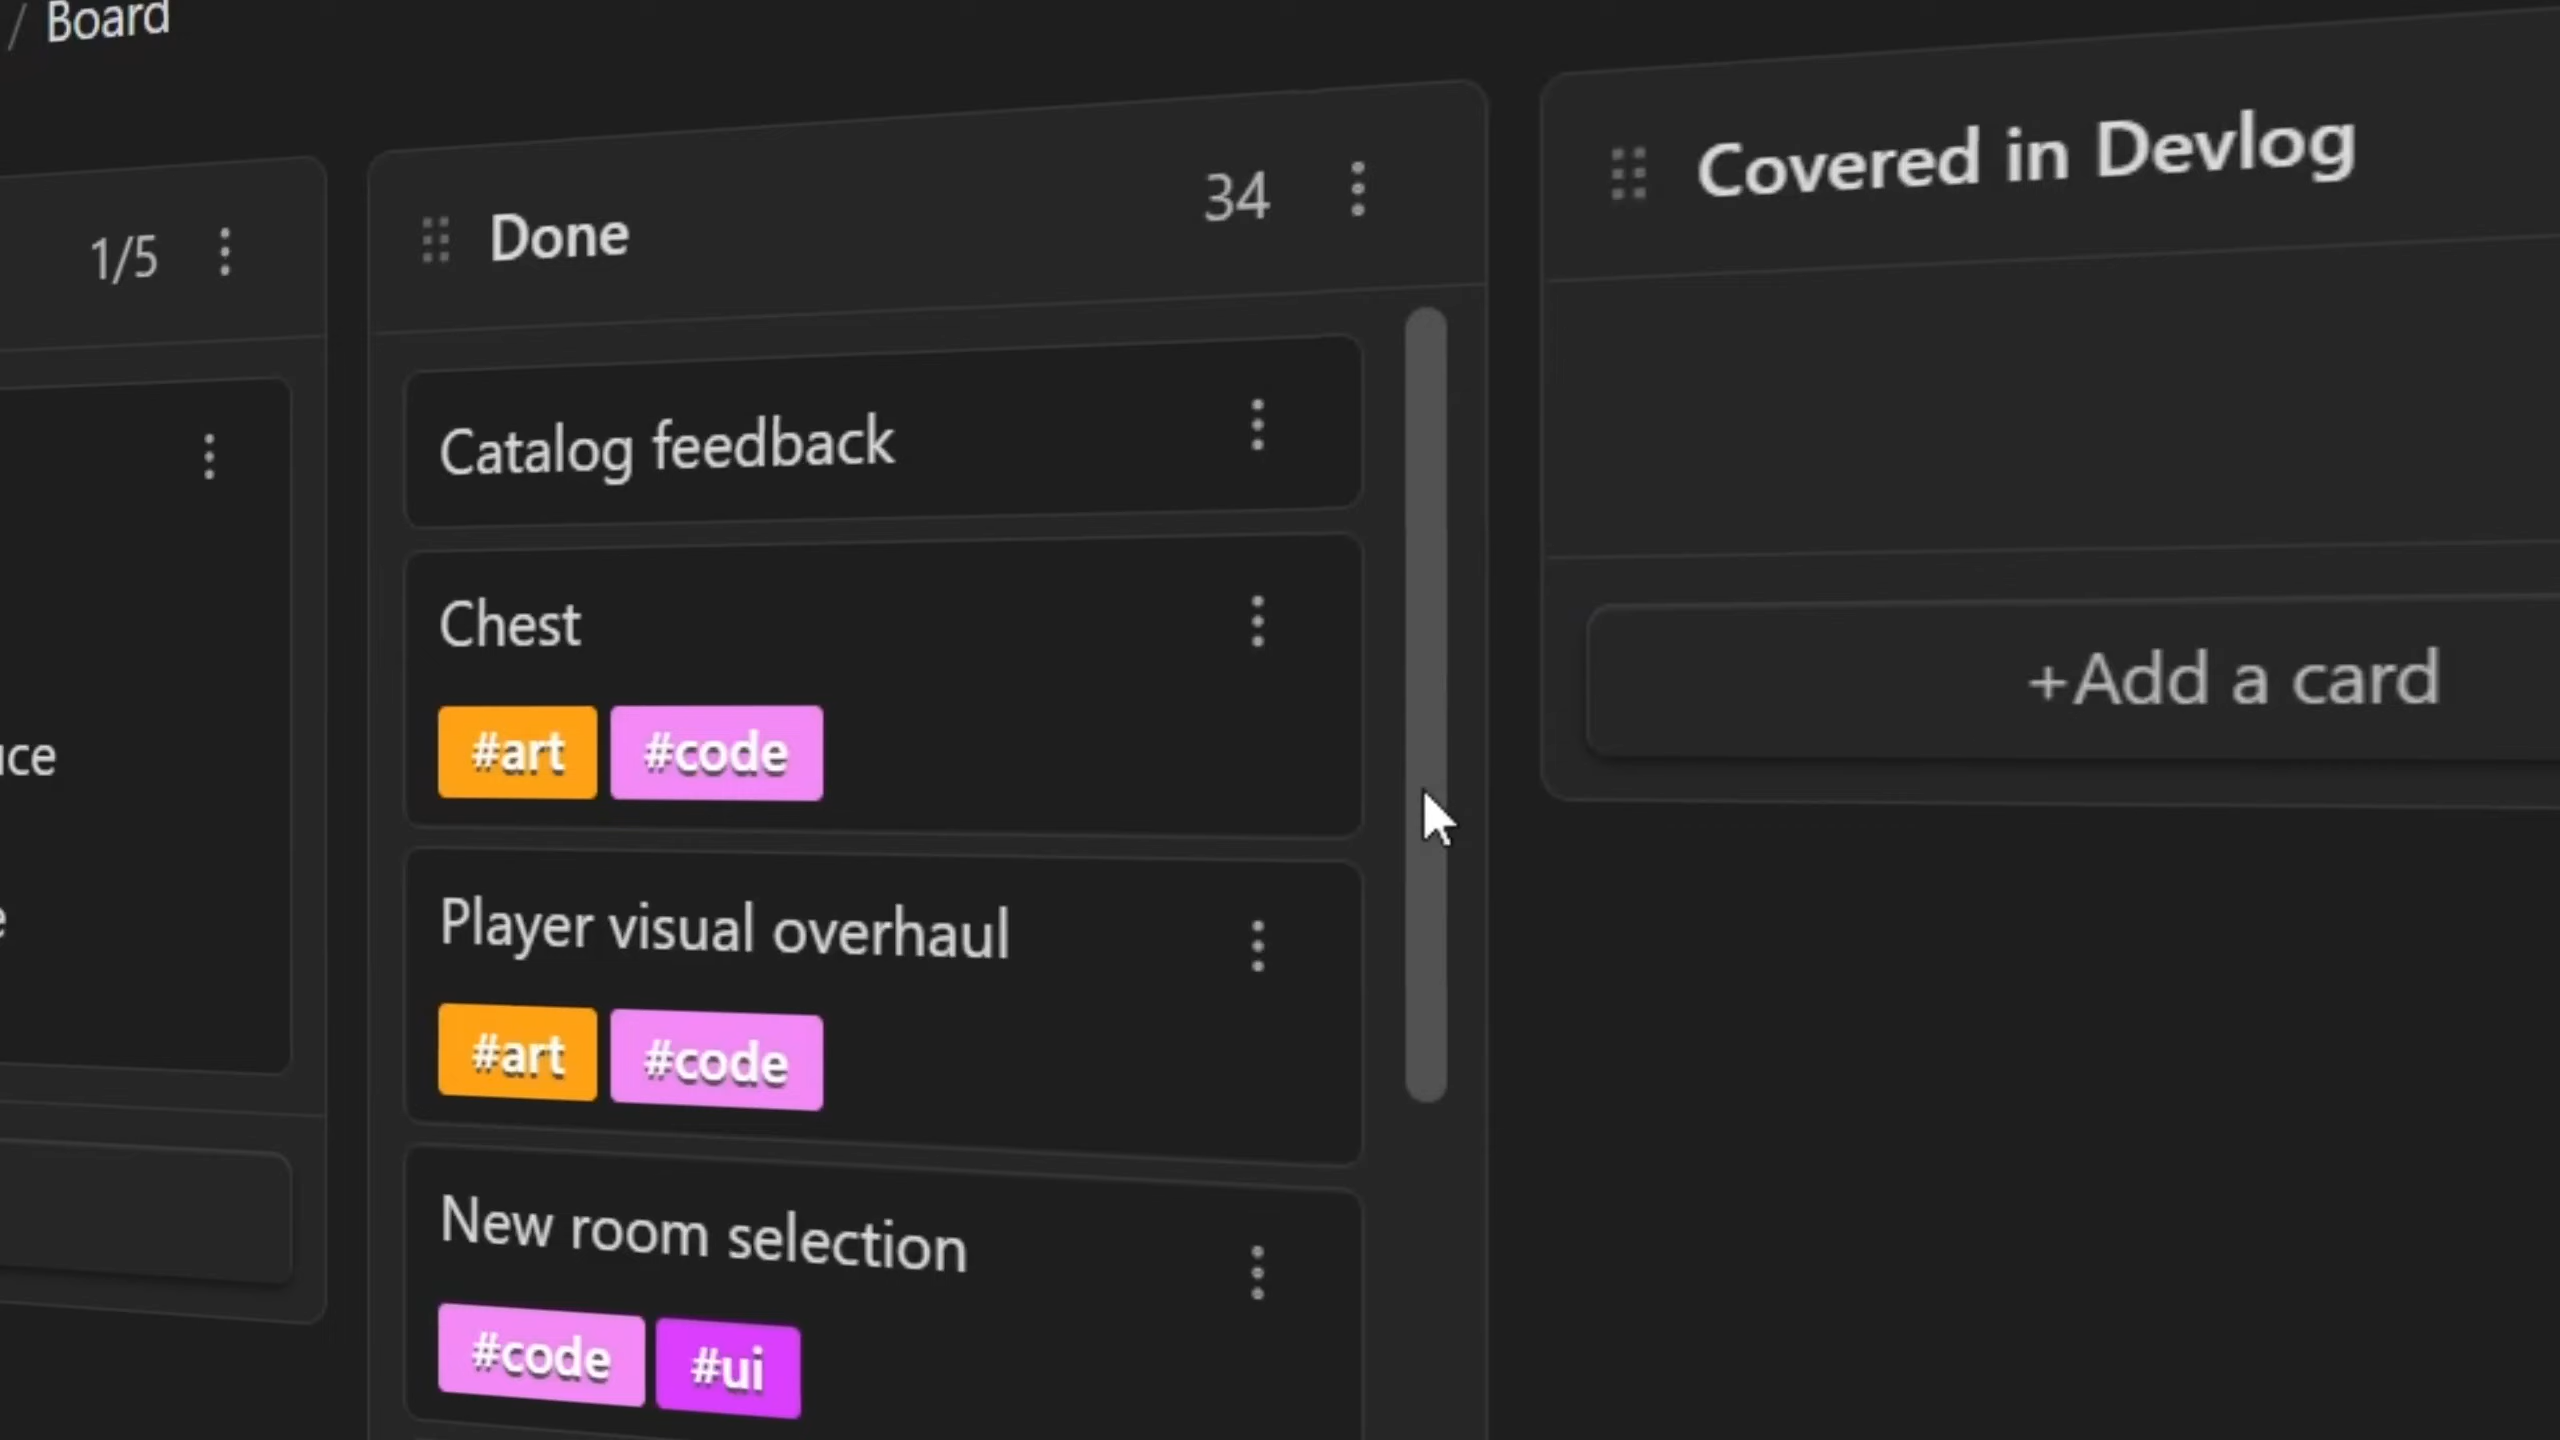 / Board
1/5
Done
34
Catalog feedback
Chest
#art #code
Player visual overhaul
#art #code
New room selection
#code #ui
Covered in Devlog
+Add a card